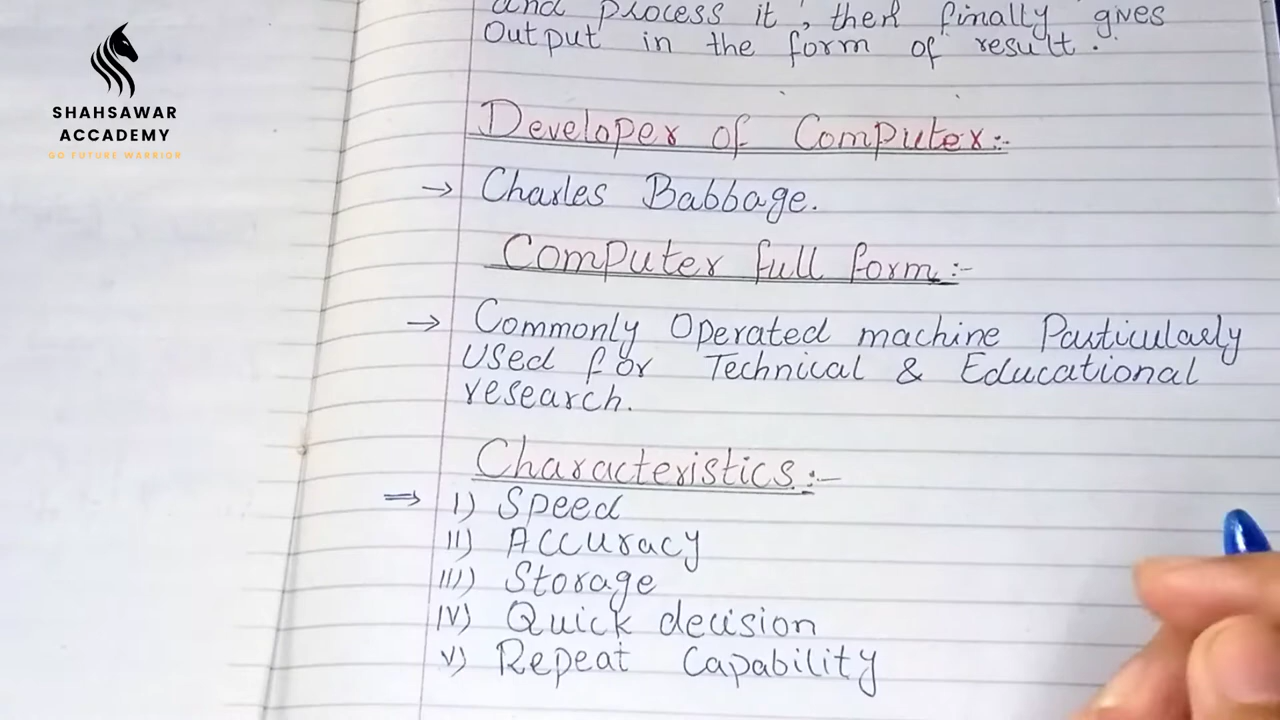 SHAHSAWAR
ACCADEMY
GO FUTURE WARRIOR
and process it, then finally gives
Output in the form of result.
Developer of Computer:-
→ Charles Babbage.
Computer full form:-
→ Commonly Operated machine Particularly
Used for Technical & Educational
research.
Characteristics:-
⇒ I) Speed
II) Accuracy
III) Storage
IV) Quick decision
V) Repeat Capability